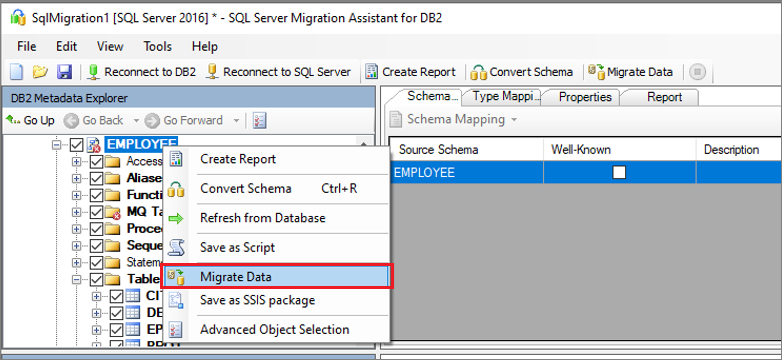 SqlMigration1 [SQL Server 2016] * - SQL Server Migration Assistant for DB2
File Edit View Tools Help
Reconnect to DB2 Reconnect to SQL Server Create Report Convert Schema Migrate Data
DB2 Metadata Explorer
Go Up Go Back Go Forward
Schema... Type Mappi... Properties Report
Schema Mapping
Source Schema Well-Known Description
EMPLOYEE
EMPLOYEE
Access
Aliase
Functi
MQ Ta
Proced
Seque
Stateme
Table
CI
DE
EP
Create Report
Convert Schema Ctrl+R
Refresh from Database
Save as Script
Migrate Data
Save as SSIS package
Advanced Object Selection